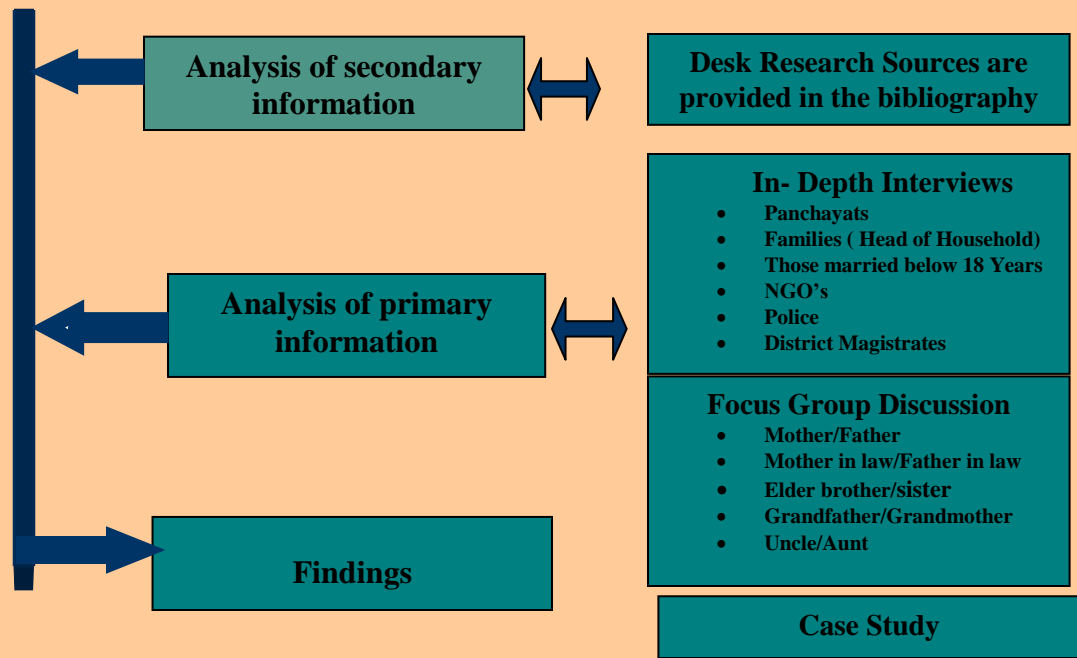 Analysis of secondary
information
Desk Research Sources are
provided in the bibliography
In- Depth Interviews
• Panchayats
• Families ( Head of Household)
• Those married below 18 Years
• NGO’s
• Police
• District Magistrates
Analysis of primary
information
Focus Group Discussion
• Mother/Father
• Mother in law/Father in law
• Elder brother/sister
• Grandfather/Grandmother
• Uncle/Aunt
Findings
Case Study